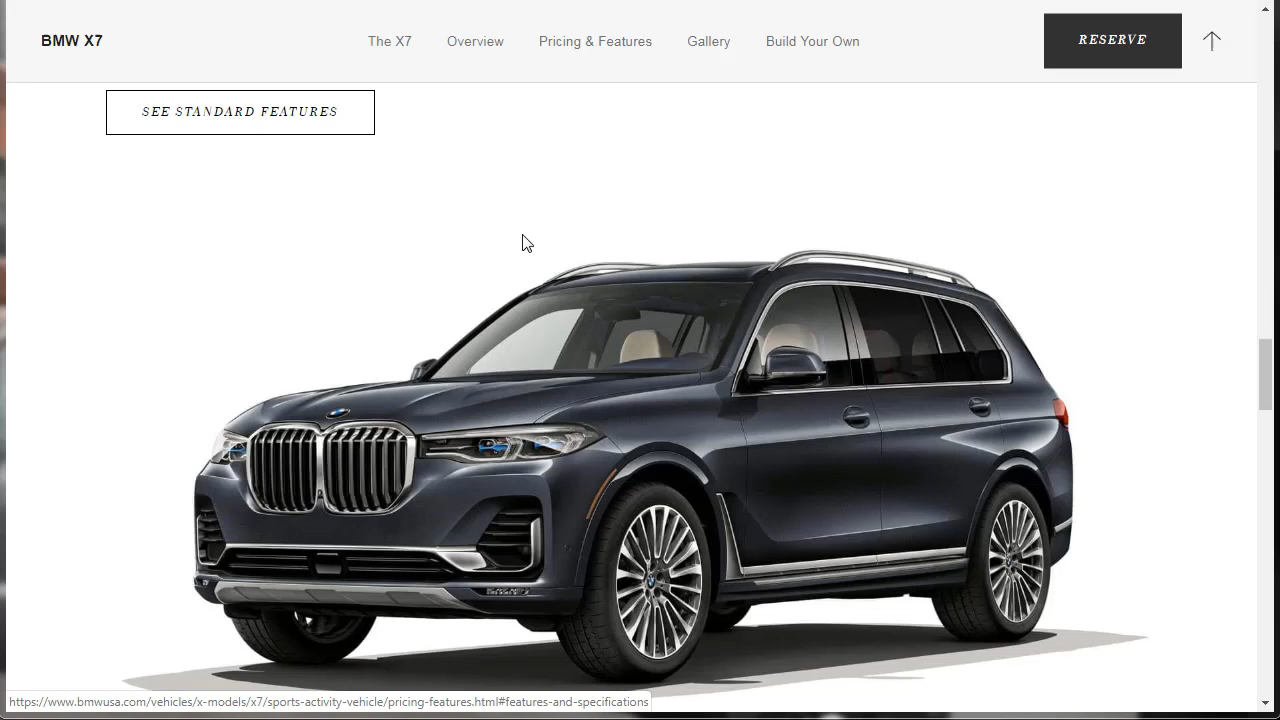 BMW X7
The X7
Overview
Pricing & Features
Gallery
Build Your Own
RESERVE
SEE STANDARD FEATURES
https://www.bmwusa.com/vehicles/x-models/x7/sports-activity-vehicle/pricing-features.html#features-and-specifications